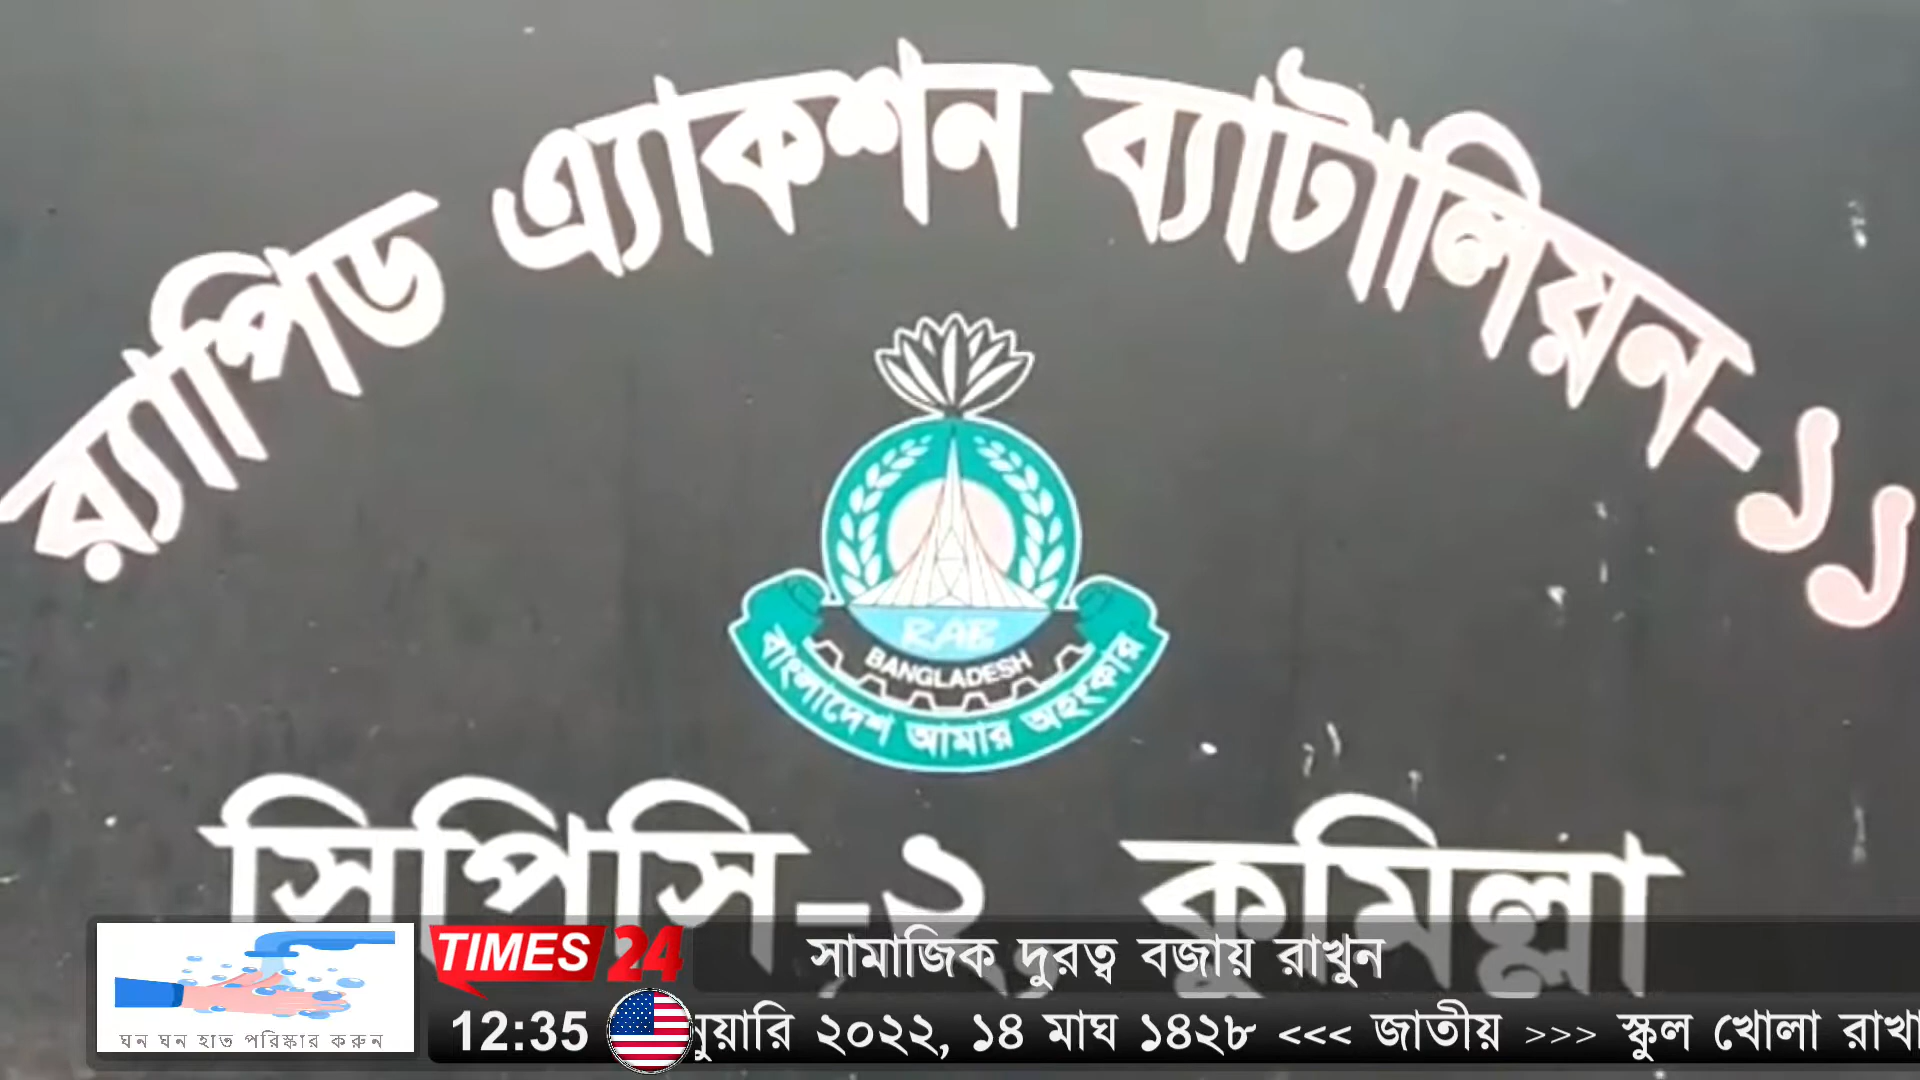 র‍্যাপিড এ্যাকশন ব্যাটালিয়ন-১১
RAB
BANGLADESH
বাংলাদেশ আমার অহংকার
সিপিসি-২, কুমিল্লা
ঘন ঘন হাত পরিস্কার করুন
TIMES 24
সামাজিক দুরত্ব বজায় রাখুন
12:35
২০২২, ১৪ মাঘ ১৪২৮ <<< জাতীয় >>> স্কুল খোলা রাখা